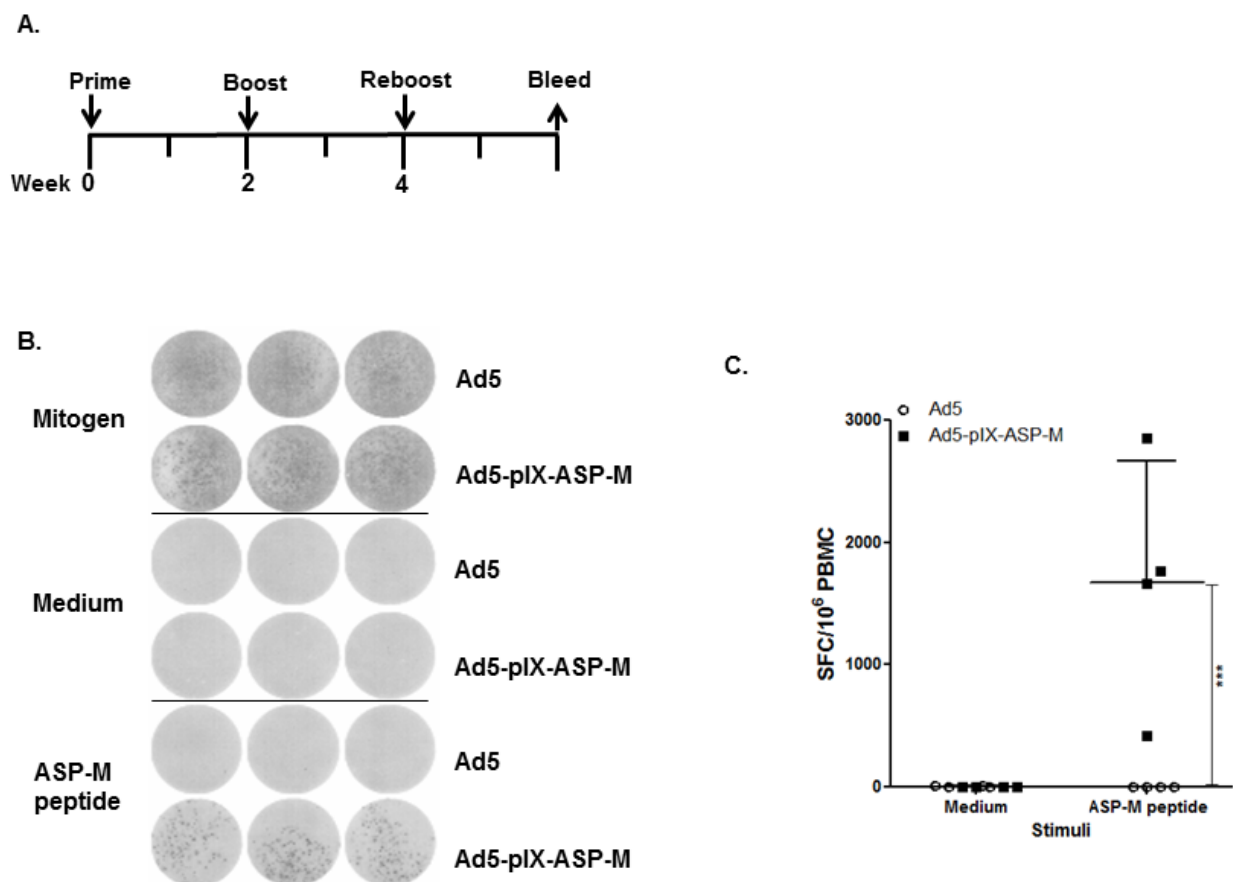 A.
Prime Boost Reboost Bleed
Week 0 2 4
B.
Mitogen
Ad5
Ad5-pIX-ASP-M
Medium
Ad5
Ad5-pIX-ASP-M
ASP-M
peptide
Ad5
Ad5-pIX-ASP-M
C.
Ad5
Ad5-pIX-ASP-M
SFC/10⁶ PBMC
3000
2000
1000
0
***
Medium ASP-M peptide
Stimuli